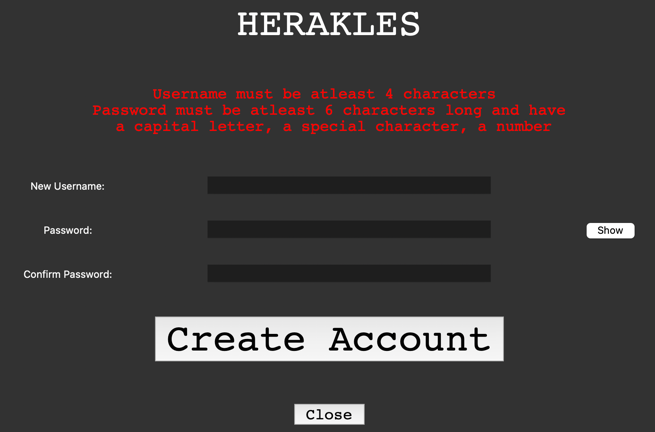 HERAKLES
Username must be atleast 4 characters
Password must be atleast 6 characters long and have
a capital letter, a special character, a number
New Username:
Password:
Show
Confirm Password:
Create Account
Close